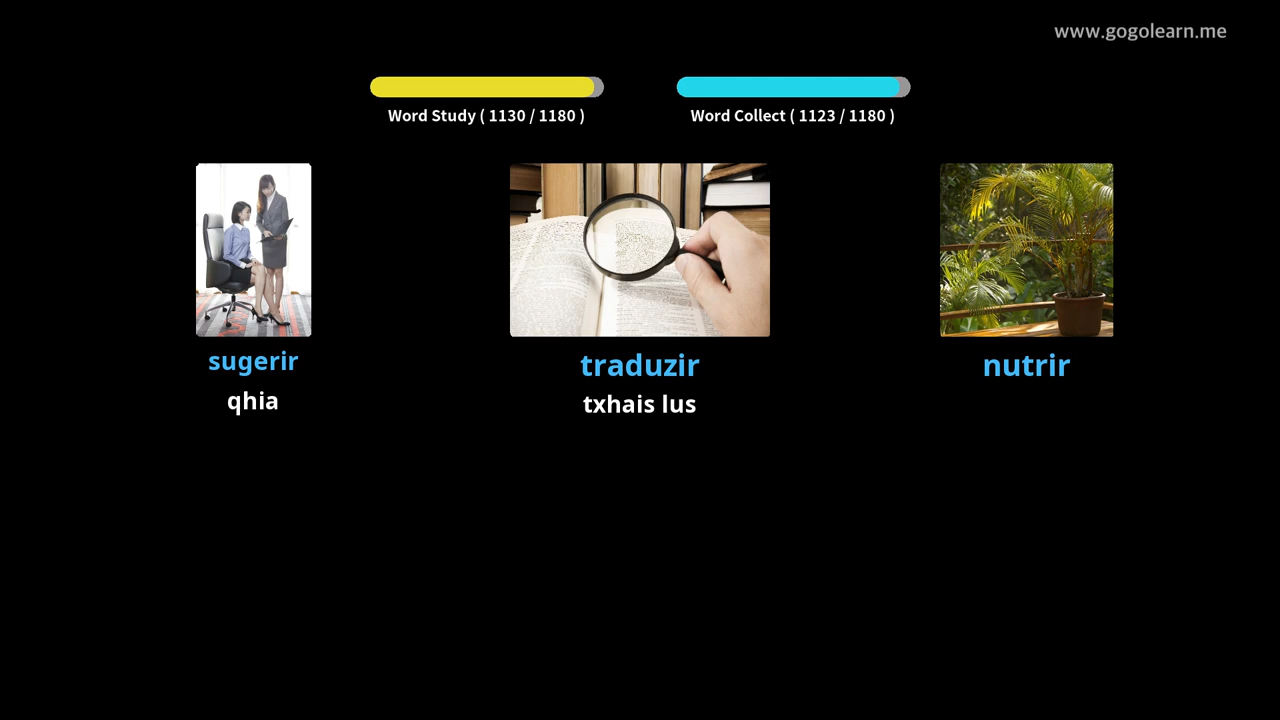 www.gogolearn.me
Word Study ( 1130 / 1180 )
Word Collect ( 1123 / 1180 )
sugerir
qhia
traduzir
txhais lus
nutrir